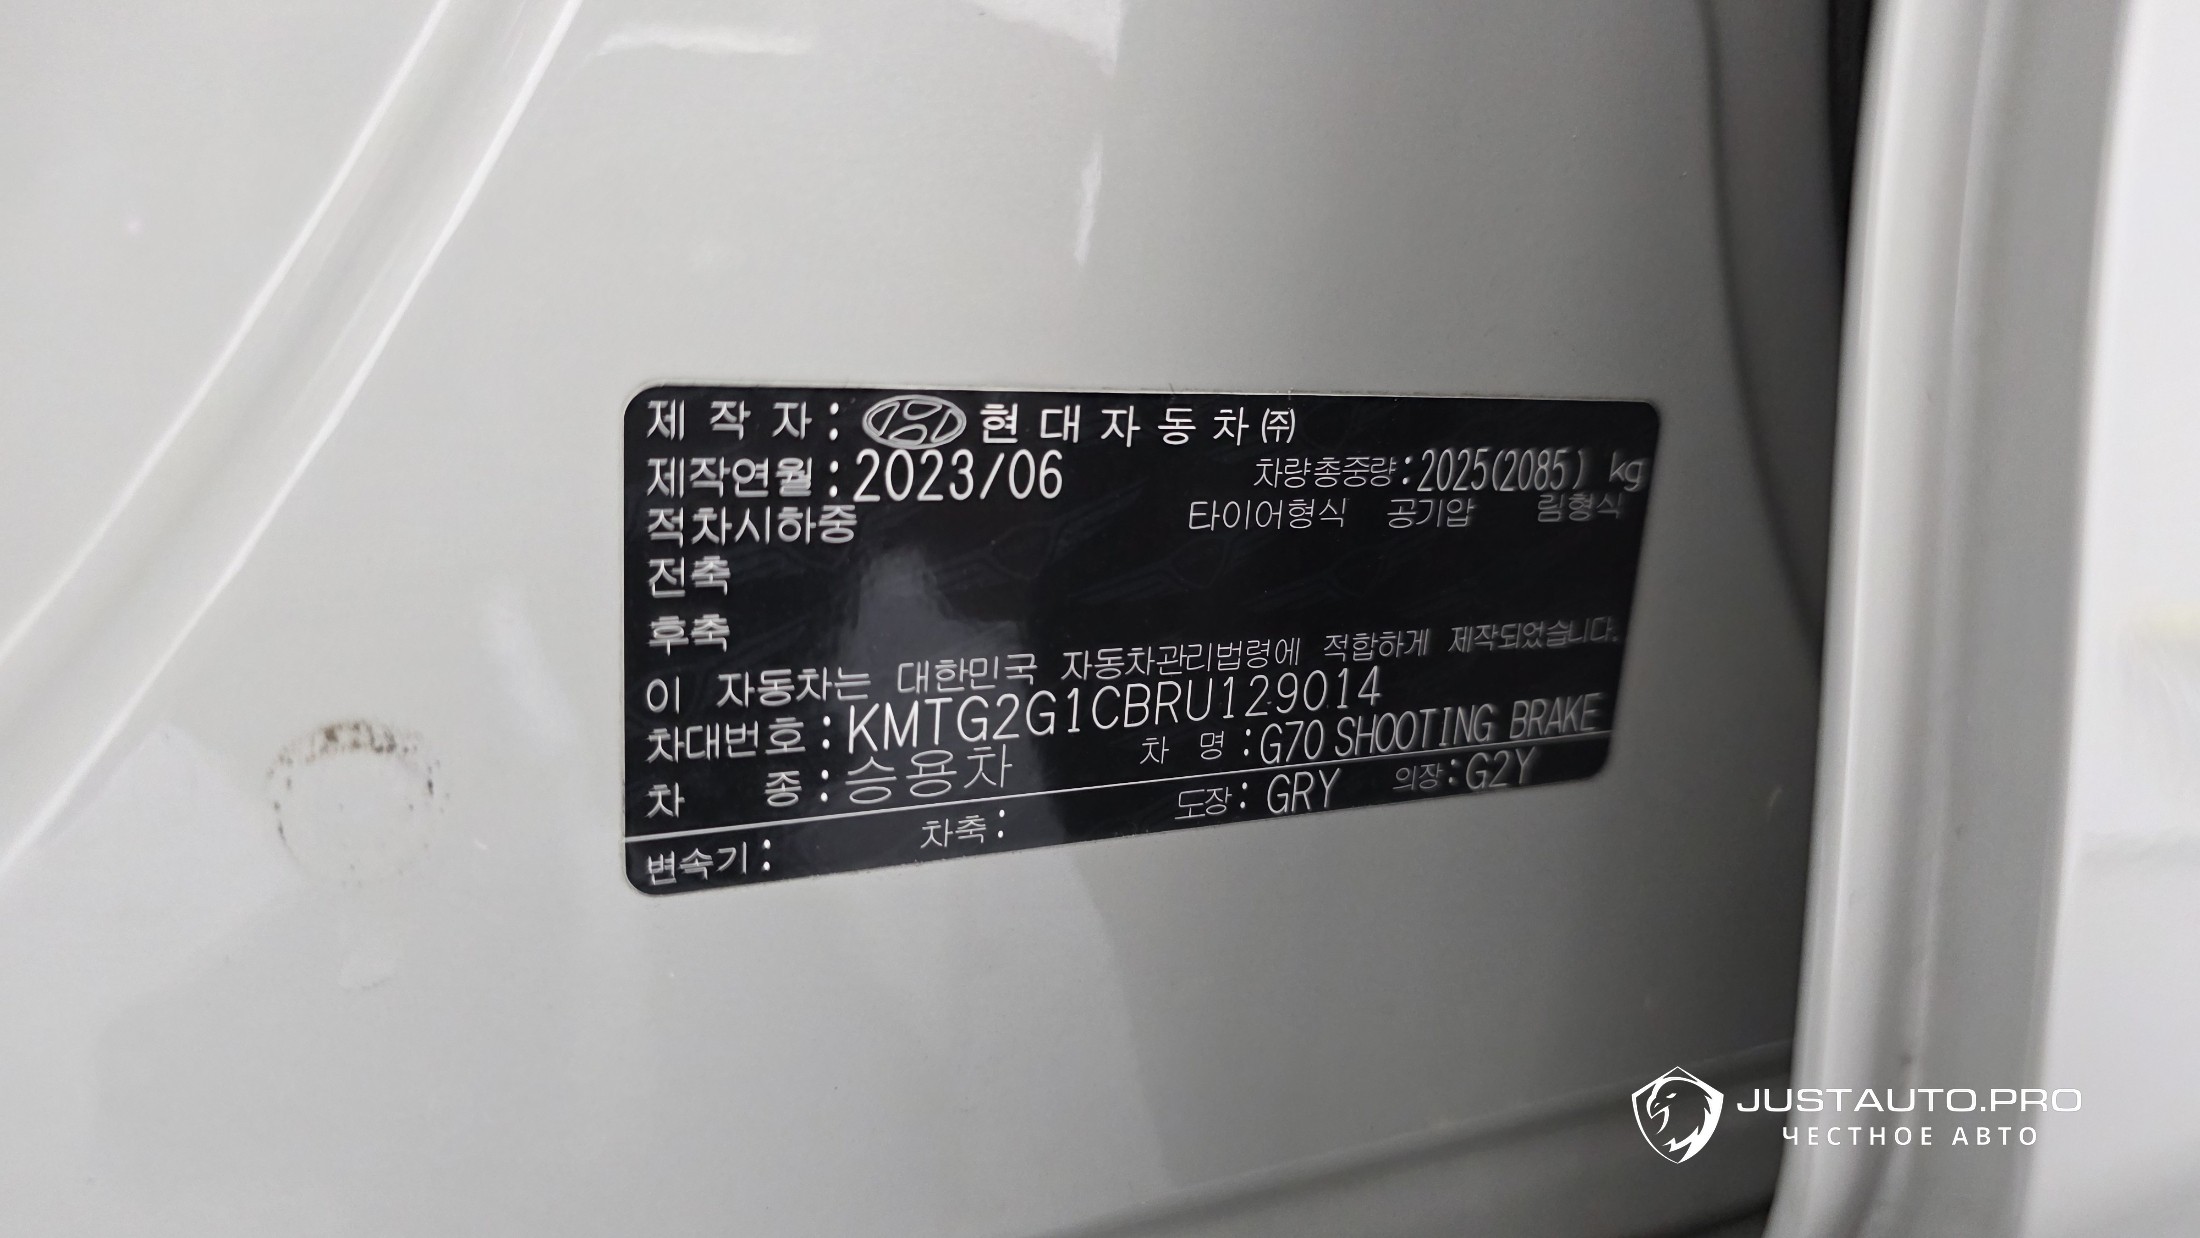 제 작 자 : 현 대 자 동 차 ㈜
제작연월 : 2023/06 차량총중량 : 2025(2085) kg
적차시하중 타이어형식 공기압 림형식
전축
후축
이 자동차는 대한민국 자동차관리법령에 적합하게 제작되었습니다.
차대번호 : KMTG2G1CBRU129014
차 종 : 승용차 차 명 : G70 SHOOTING BRAKE
변속기 : 차축 : 도장 : GRY 의장 : G2Y
JUSTAUTO.PRO
ЧЕСТНОЕ АВТО